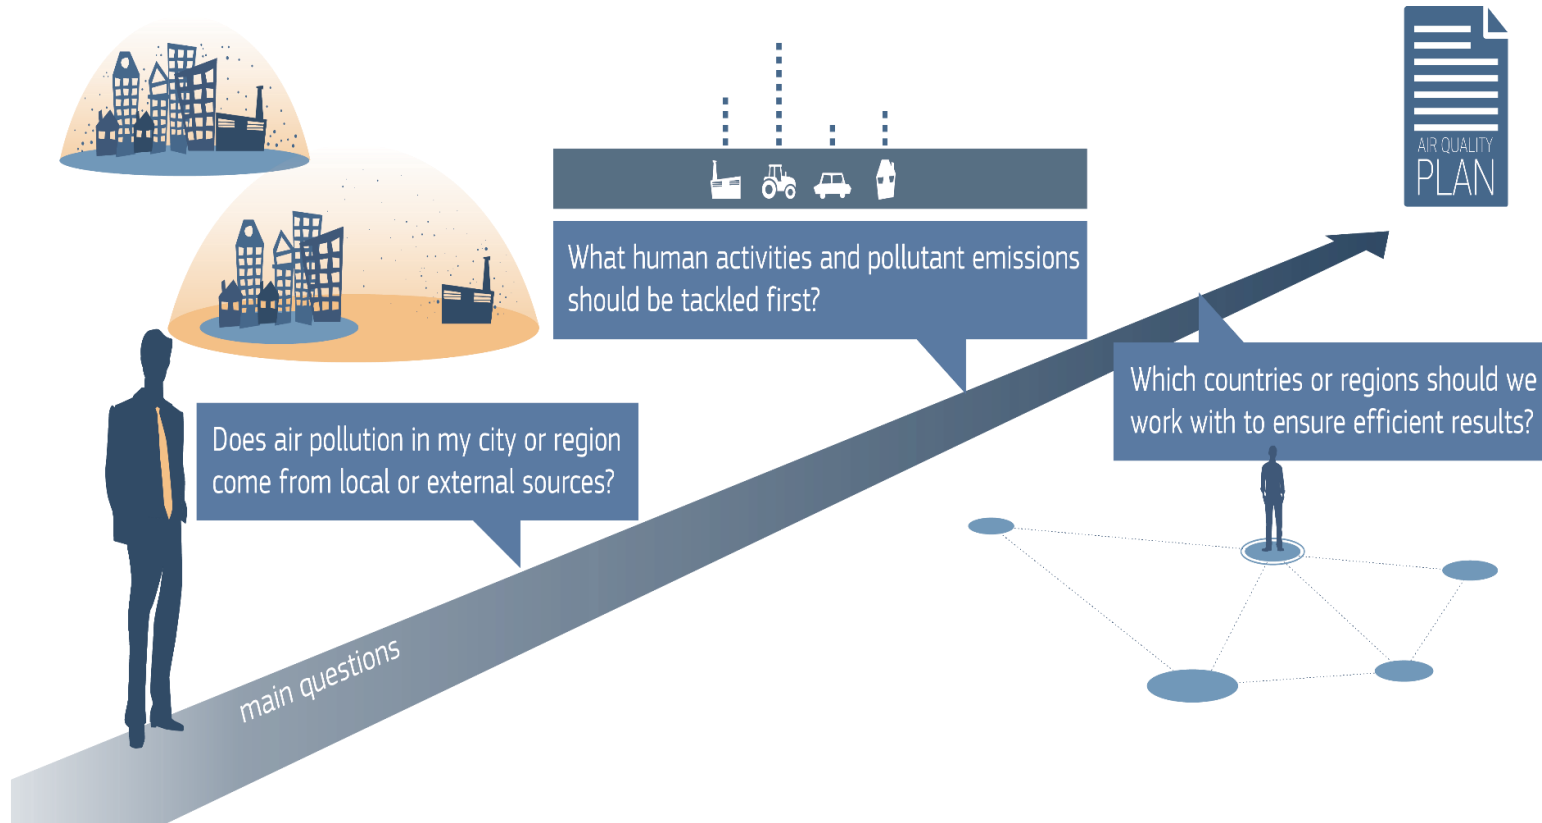 AIR QUALITY
PLAN
What human activities and pollutant emissions
should be tackled first?
Which countries or regions should we
work with to ensure efficient results?
Does air pollution in my city or region
come from local or external sources?
main questions